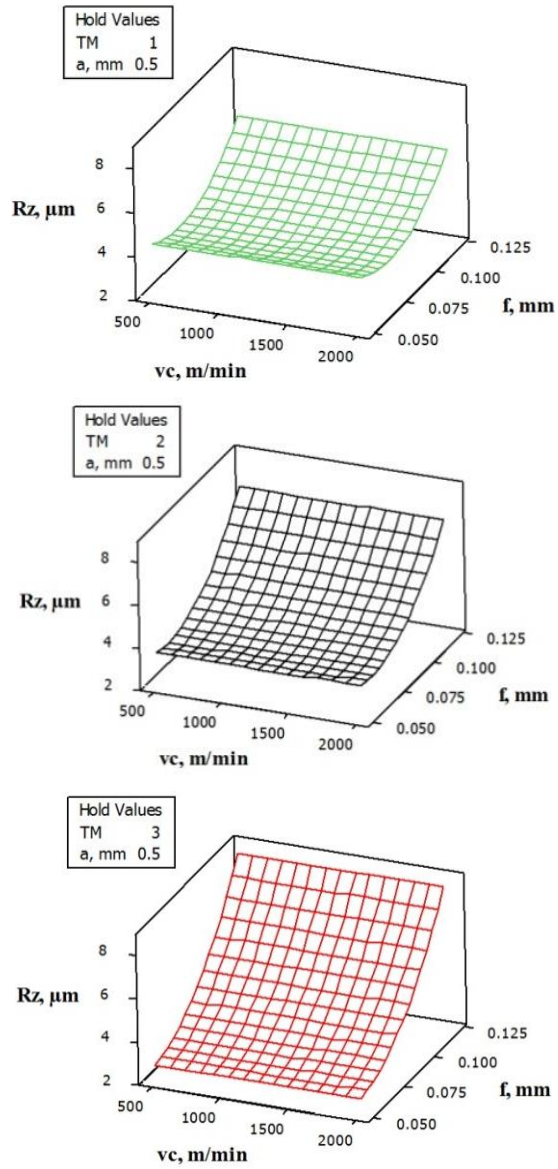 Hold Values
TM 1
a, mm 0.5
8
6
4
2
Rz, µm
500
1000
1500
2000
vc, m/min
0.050
0.075
0.100
0.125
f, mm
Hold Values
TM 2
a, mm 0.5
8
6
4
2
Rz, µm
500
1000
1500
2000
vc, m/min
0.050
0.075
0.100
0.125
f, mm
Hold Values
TM 3
a, mm 0.5
8
6
4
2
Rz, µm
500
1000
1500
2000
vc, m/min
0.050
0.075
0.100
0.125
f, mm